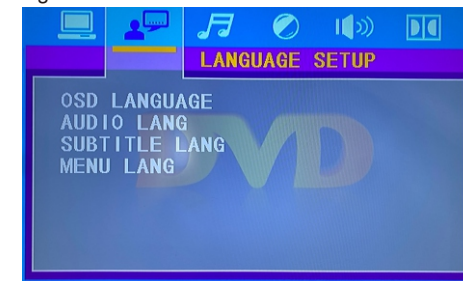 LANGUAGE SETUP
OSD LANGUAGE
AUDIO LANG
SUBTITLE LANG
MENU LANG
DVD